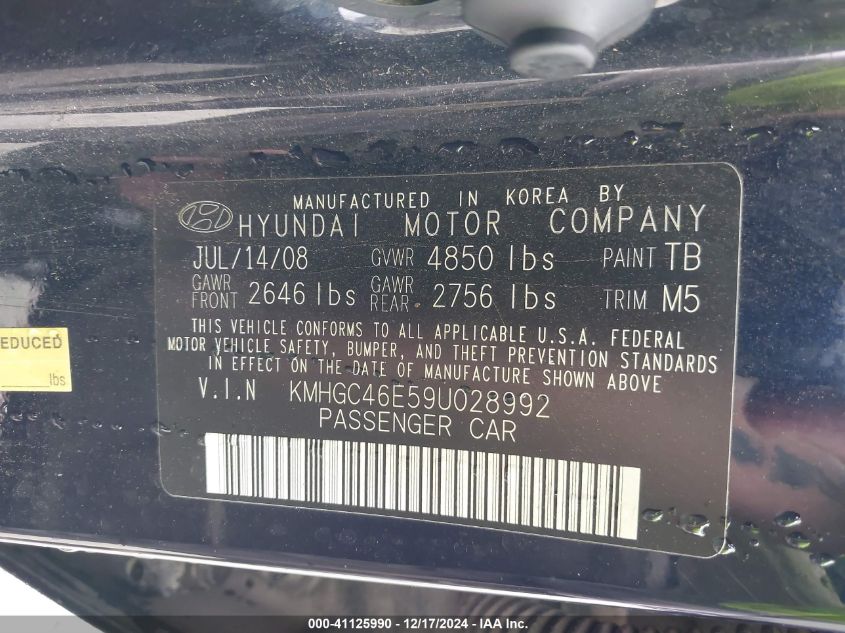 MANUFACTURED IN KOREA BY
HYUNDAI MOTOR COMPANY
JUL/14/08 GVWR 4850 lbs PAINT TB
GAWR FRONT 2646 lbs GAWR REAR 2756 lbs TRIM M5
THIS VEHICLE CONFORMS TO ALL APPLICABLE U.S.A. FEDERAL
MOTOR VEHICLE SAFETY, BUMPER, AND THEFT PREVENTION STANDARDS
IN EFFECT ON THE DATE OF MANUFACTURE SHOWN ABOVE
V.I.N KMHGC46E59U028992
PASSENGER CAR
EDUCED
lbs
000-41125990 - 12/17/2024 - IAA Inc.